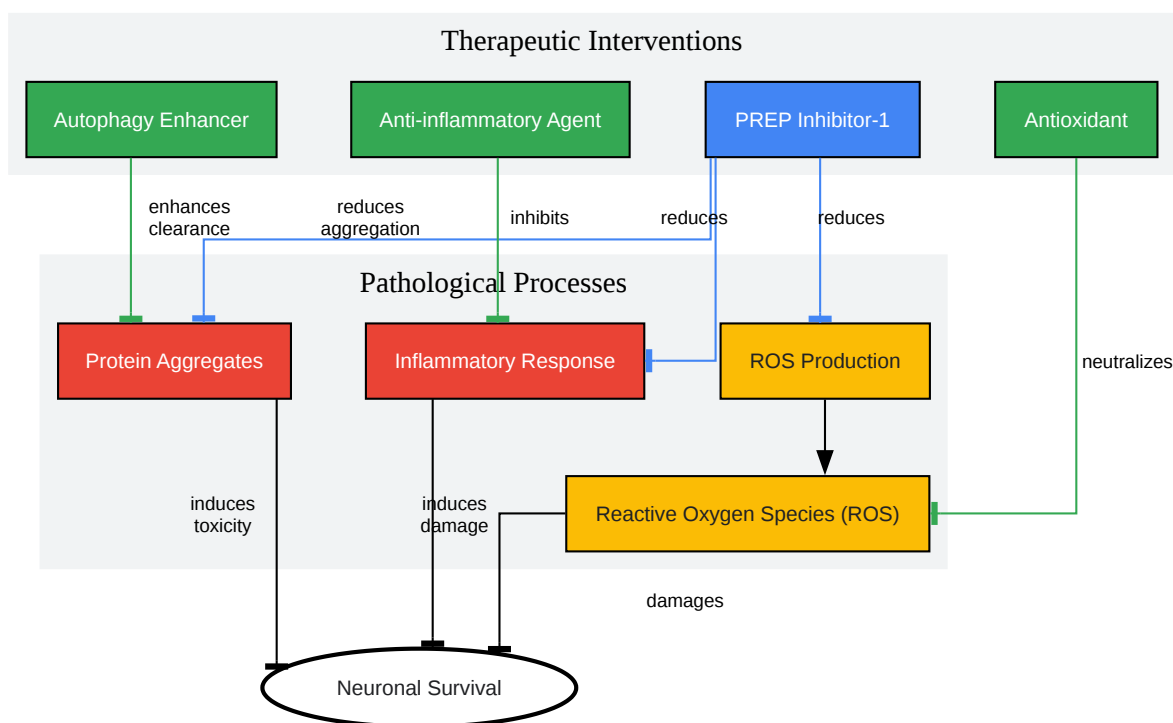 Therapeutic Interventions
Autophagy Enhancer
Anti-inflammatory Agent
PREP Inhibitor-1
Antioxidant
enhances
clearance
reduces
aggregation
inhibits
reduces
reduces
Pathological Processes
Protein Aggregates
Inflammatory Response
ROS Production
neutralizes
induces
toxicity
induces
damage
Reactive Oxygen Species (ROS)
damages
Neuronal Survival